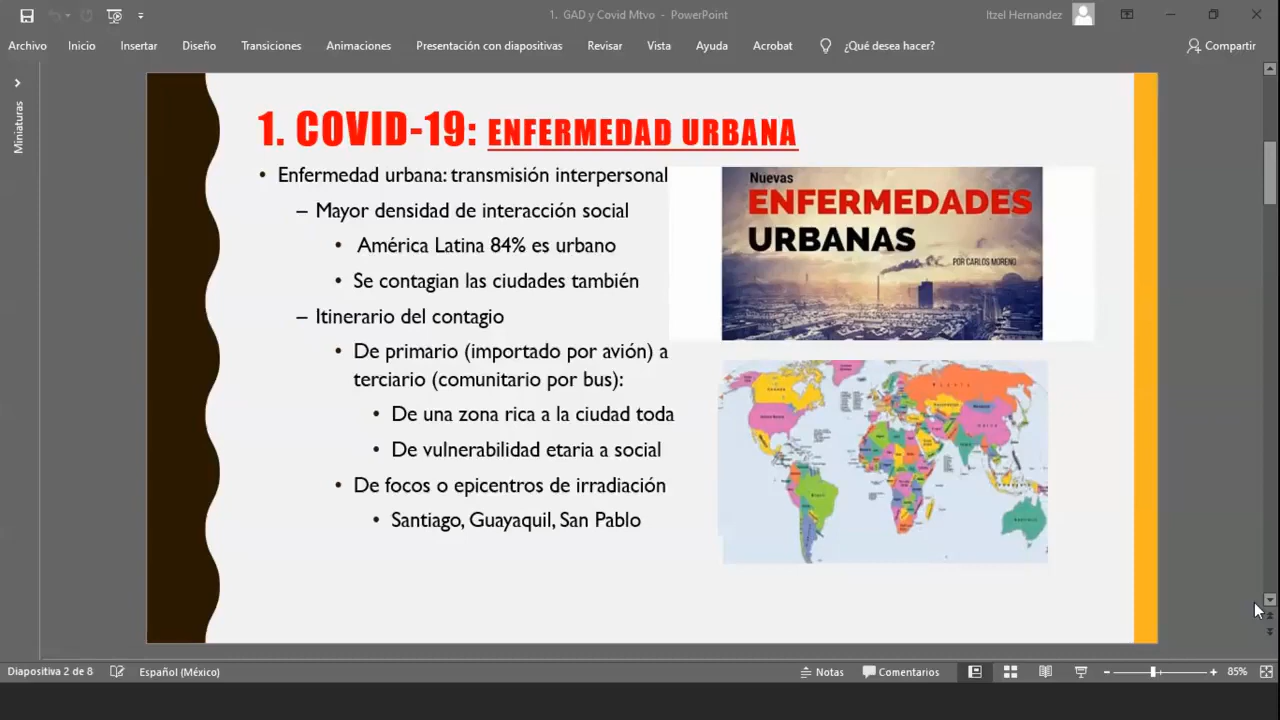 1. GAD y Covid Mtvo - PowerPoint
Itzel Hernandez
Archivo Inicio Insertar Diseño Transiciones Animaciones Presentación con diapositivas Revisar Vista Ayuda Acrobat ¿Qué desea hacer? Compartir
Miniaturas
1. COVID-19: ENFERMEDAD URBANA
• Enfermedad urbana: transmisión interpersonal
– Mayor densidad de interacción social
• América Latina 84% es urbano
• Se contagian las ciudades también
– Itinerario del contagio
• De primario (importado por avión) a
terciario (comunitario por bus):
• De una zona rica a la ciudad toda
• De vulnerabilidad etaria a social
• De focos o epicentros de irradiación
• Santiago, Guayaquil, San Pablo
Nuevas
ENFERMEDADES
URBANAS
POR CARLOS MORENO
Diapositiva 2 de 8 Español (México) Notas Comentarios 85%